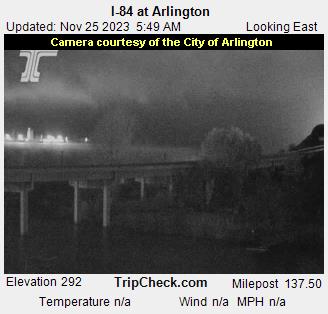 I-84 at Arlington
Updated: Nov 25 2023 5:49 AM Looking East
Camera courtesy of the City of Arlington
Elevation 292 TripCheck.com Milepost 137.50
Temperature n/a Wind n/a MPH n/a